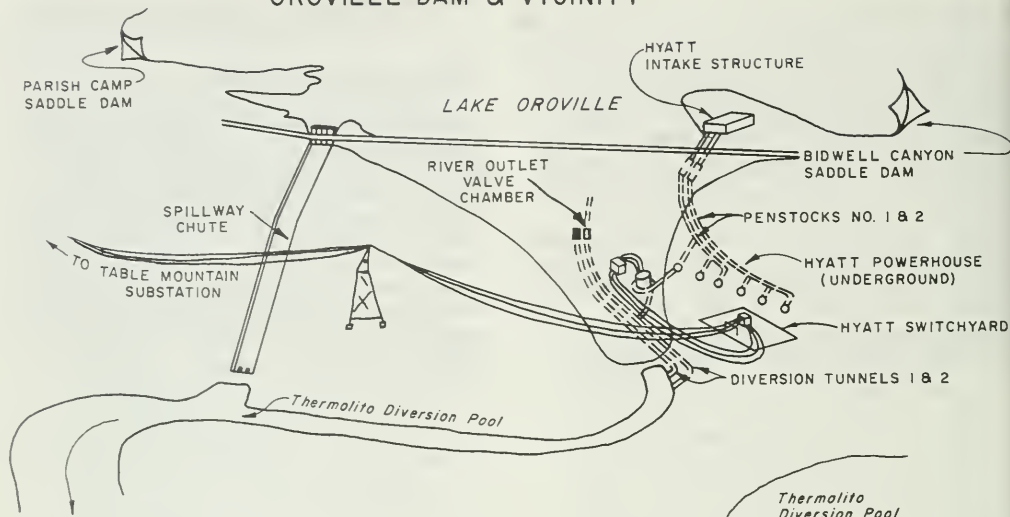 OROVILLE DAM & VICINITY
PARISH CAMP
SADDLE DAM
HYATT
INTAKE STRUCTURE
LAKE OROVILLE
BIDWELL CANYON
SADDLE DAM
RIVER OUTLET
VALVE
CHAMBER
SPILLWAY
CHUTE
PENSTOCKS NO. 1 & 2
TO TABLE MOUNTAIN
SUBSTATION
HYATT POWERHOUSE
(UNDERGROUND)
HYATT SWITCHYARD
DIVERSION TUNNELS 1 & 2
Thermolito Diversion Pool
Thermolito
Diversion Pool